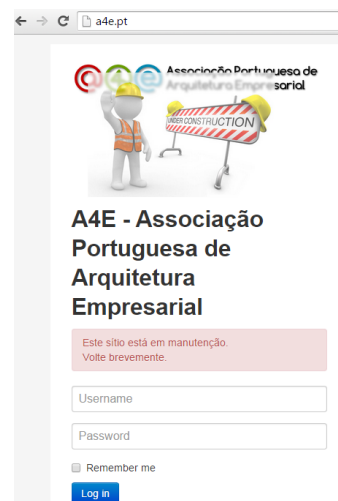 a4e.pt
@ 4 e Associação Portuguesa de
Arquitetura Empresarial
UNDER CONSTRUCTION
A4E - Associação
Portuguesa de
Arquitetura
Empresarial
Este sítio está em manutenção.
Volte brevemente.
Username
Password
Remember me
Log in